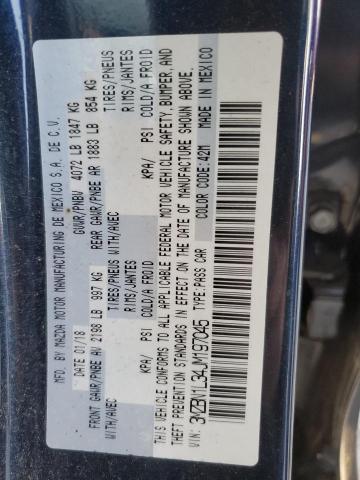 MFD. BY MAZDA MOTOR MANUFACTURING DE MEXICO S.A. DE C.V.
DATE 01/18 GVWR/PNBV 4072 LB 1847 KG
FRONT GAWR/PNBE AV 2198 LB 997 KG REAR GAWR/PNBE AR 1883 LB 854 KG
WITH/AVEC TIRES/PNEUS WITH/AVEC TIRES/PNEUS
RIMS/JANTES RIMS/JANTES
KPA/ PSI COLD/A FROID KPA/ PSI COLD/A FROID
THIS VEHICLE CONFORMS TO ALL APPLICABLE FEDERAL MOTOR VEHICLE SAFETY, BUMPER, AND
THEFT PREVENTION STANDARDS IN EFFECT ON THE DATE OF MANUFACTURE SHOWN ABOVE.
VIN: 3MZBN1L34JM197045 TYPE: PASS CAR COLOR CODE: 42M MADE IN MEXICO